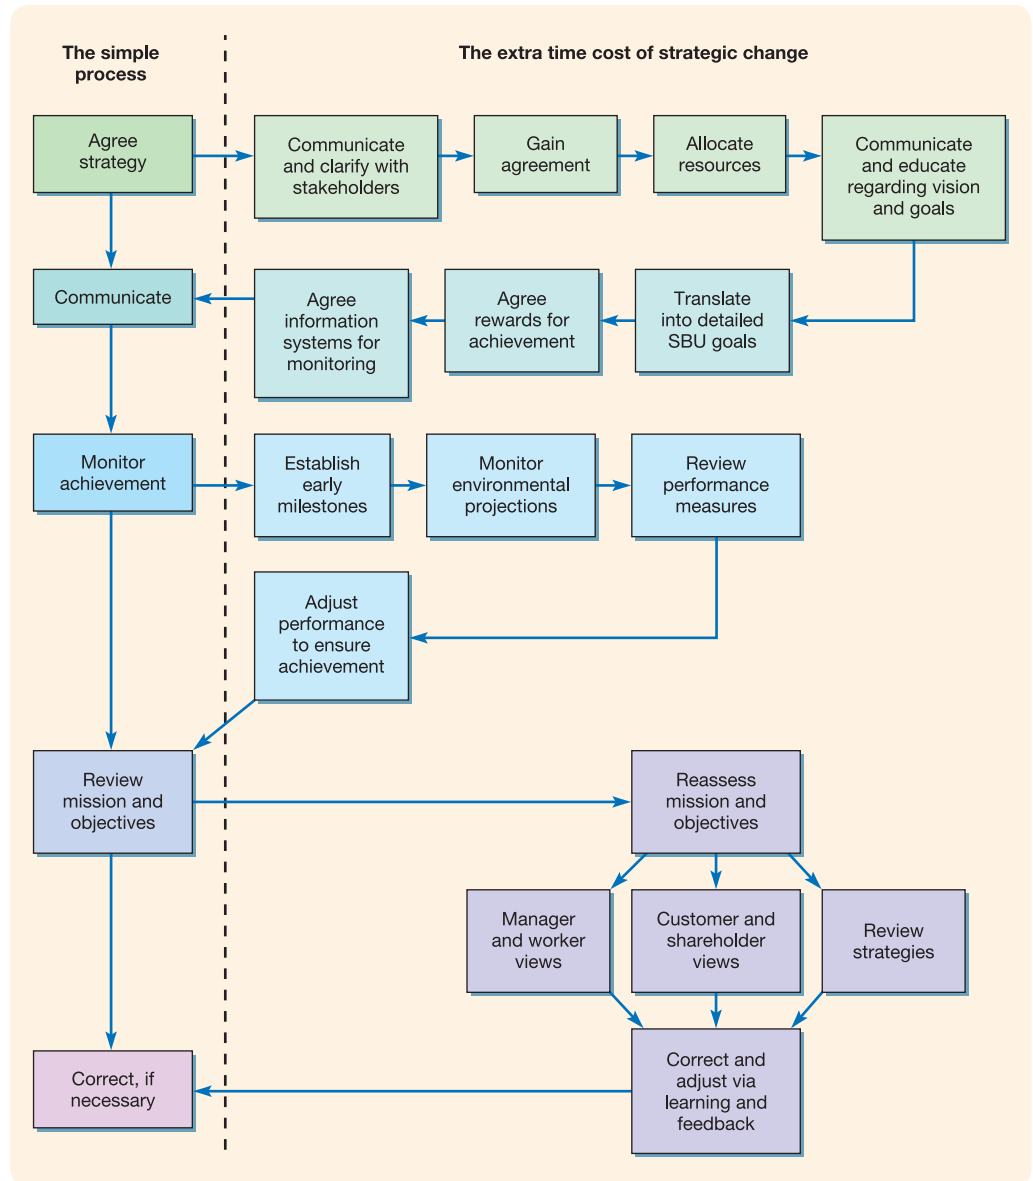 The simple
process
The extra time cost of strategic change
Agree
strategy
Communicate
and clarify with
stakeholders
Gain
agreement
Allocate
resources
Communicate
and educate
regarding vision
and goals
Communicate
Agree
information
systems for
monitoring
Agree
rewards for
achievement
Translate
into detailed
SBU goals
Monitor
achievement
Establish
early
milestones
Monitor
environmental
projections
Review
performance
measures
Adjust
performance
to ensure
achievement
Review
mission and
objectives
Reassess
mission and
objectives
Manager
and worker
views
Customer and
shareholder
views
Review
strategies
Correct, if
necessary
Correct and
adjust via
learning and
feedback